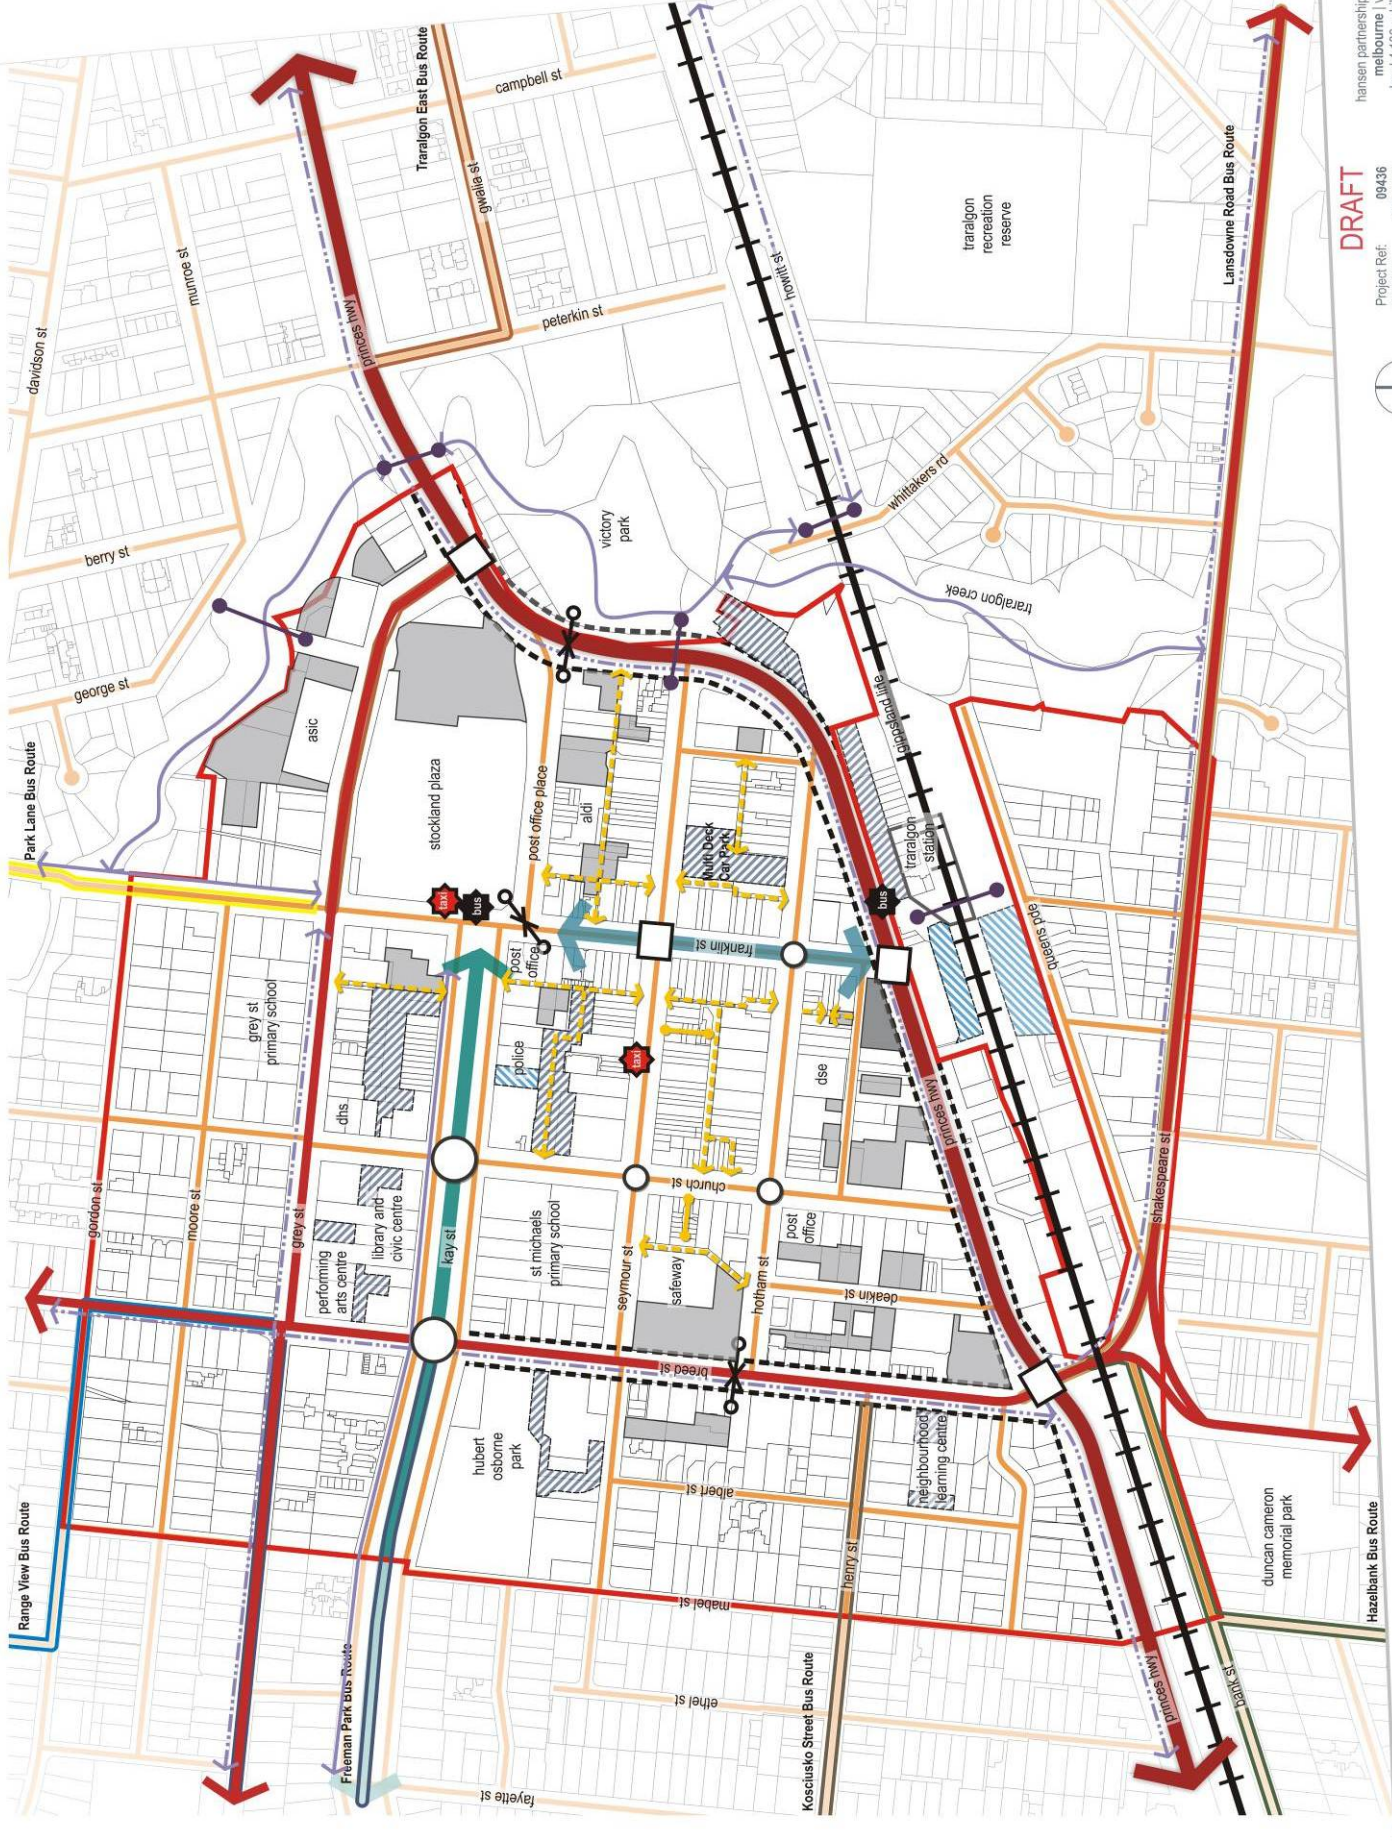 Park Lane Bus Route
Range View Bus Route
Freeman Park Bus Route
Kosciusko Street Bus Route
Hazelbank Bus Route
Lansdowne Road Bus Route
Traralgon East Bus Route
davidson st
munroe st
campbell st
gwalia st
peterkin st
princes hwy
berry st
george st
howitt st
traralgon
recreation
reserve
victory
park
whittakers rd
traralgon creek
gippsland line
asic
stockland plaza
post office place
aldi
Multi Deck
Car Park
traralgon
station
queens pde
taxi
bus
bus
taxi
franklin st
post
office
grey st
primary school
dhs
police
dse
princes hwy
shakespeare st
gordon st
moore st
grey st
performing
arts centre
library and
civic centre
kay st
st michaels
primary school
church st
seymour st
safeway
hotham st
post
office
deakin st
breed st
hubert
osborne
park
albert st
henry st
neighbourhood
learning centre
mabel st
ethel st
fayette st
princes hwy
bank st
duncan cameron
memorial park
DRAFT
Project Ref:
09436
hansen partnership
melbourne |